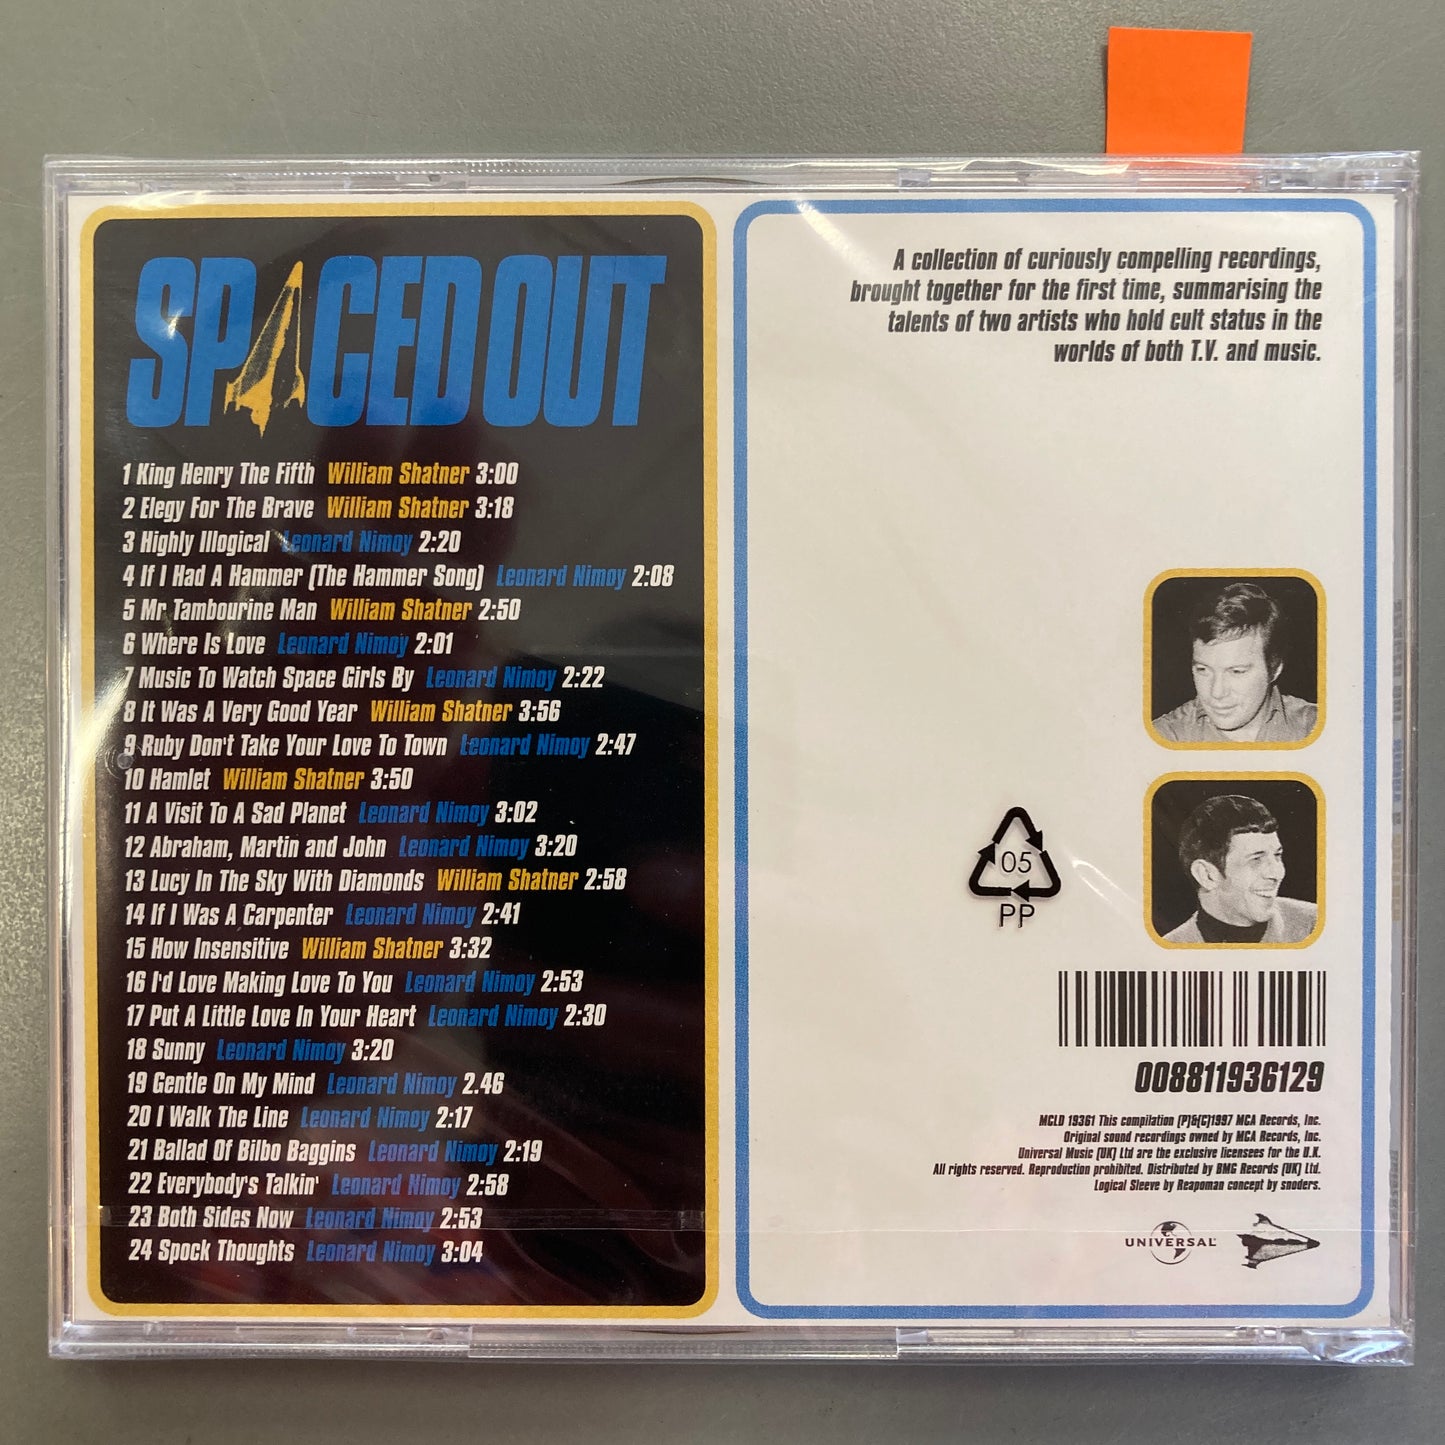 SPACED OUT
1 King Henry The Fifth William Shatner 3:00
2 Elegy For The Brave William Shatner 3:18
3 Highly Illogical Leonard Nimoy 2:20
4 If I Had A Hammer (The Hammer Song) Leonard Nimoy 2:08
5 Mr Tambourine Man William Shatner 2:50
6 Where Is Love Leonard Nimoy 2:01
7 Music To Watch Space Girls By Leonard Nimoy 2:22
8 It Was A Very Good Year William Shatner 3:56
9 Ruby Don't Take Your Love To Town Leonard Nimoy 2:47
10 Hamlet William Shatner 3:50
11 A Visit To A Sad Planet Leonard Nimoy 3:02
12 Abraham, Martin and John Leonard Nimoy 3:20
13 Lucy In The Sky With Diamonds William Shatner 2:58
14 If I Was A Carpenter Leonard Nimoy 2:41
15 How Insensitive William Shatner 3:32
16 I'd Love Making Love To You Leonard Nimoy 2:53
17 Put A Little Love In Your Heart Leonard Nimoy 2:30
18 Sunny Leonard Nimoy 3:20
19 Gentle On My Mind Leonard Nimoy 2.46
20 I Walk The Line Leonard Nimoy 2:17
21 Ballad Of Bilbo Baggins Leonard Nimoy 2:19
22 Everybody's Talkin' Leonard Nimoy 2:58
23 Both Sides Now Leonard Nimoy 2:53
24 Spock Thoughts Leonard Nimoy 3:04
A collection of curiously compelling recordings,
brought together for the first time, summarising the
talents of two artists who hold cult status in the
worlds of both T.V. and music.
05
PP
008811936129
MCLD 19361 This compilation (P)&(C)1997 MCA Records, Inc.
Original sound recordings owned by MCA Records, Inc.
Universal Music (UK) Ltd are the exclusive licensees for the U.K.
All rights reserved. Reproduction prohibited. Distributed by BMG Records (UK) Ltd.
Logical Sleeve by Reapoman concept by snoders.
UNIVERSAL